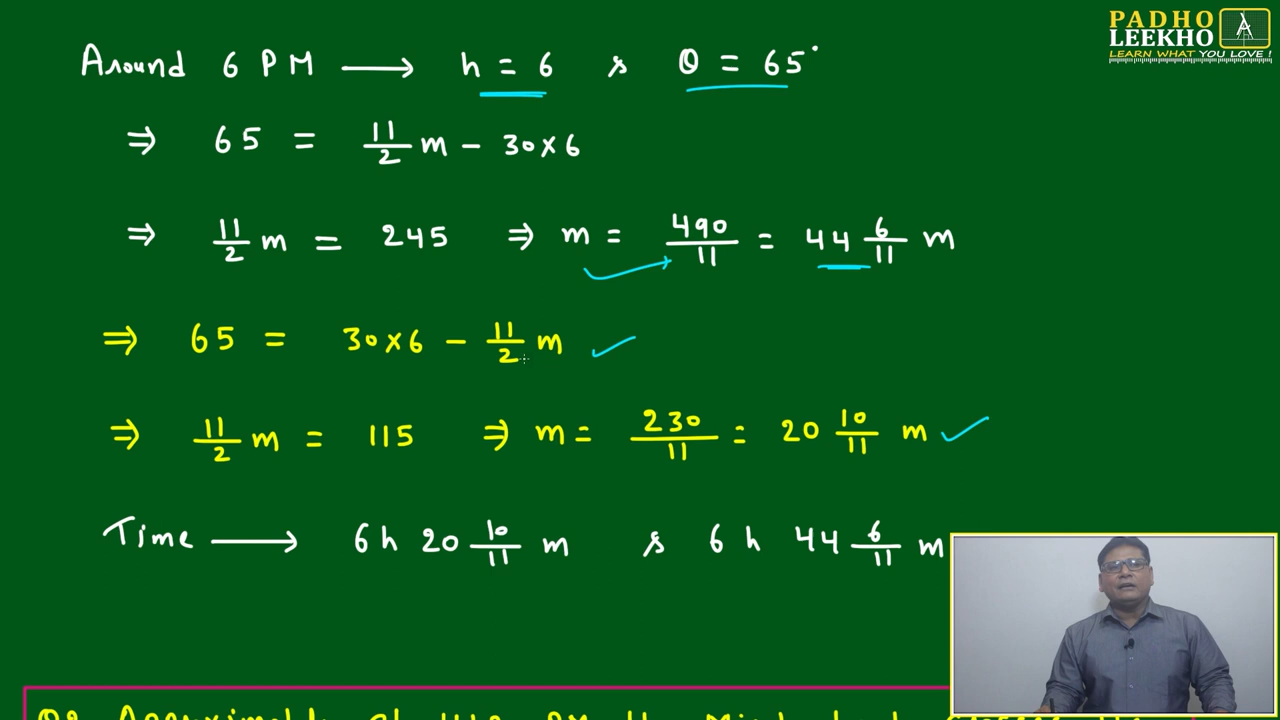 PADHO
LEEKHO
LEARN WHAT YOU LOVE !
Around 6 PM ⟶ h = 6 & θ = 65°
⇒ 65 = 11/2 m - 30×6
⇒ 11/2 m = 245 ⇒ m = 490/11 = 44 6/11 m
⇒ 65 = 30×6 - 11/2 m ✓
⇒ 11/2 m = 115 ⇒ m = 230/11 = 20 10/11 m ✓
Time ⟶ 6 h 20 10/11 m & 6 h 44 6/11 m